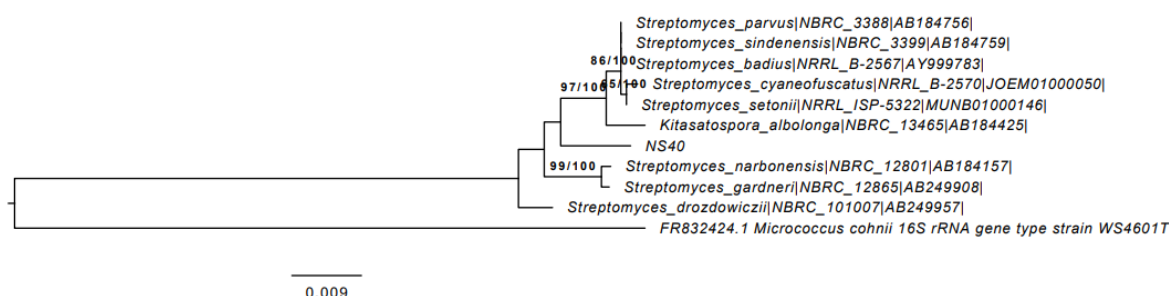 Streptomyces_parvus|NBRC_3388|AB184756|
Streptomyces_sindenensis|NBRC_3399|AB184759|
86/100
Streptomyces_badius|NRRL_B-2567|AY999783|
97/100
65/100
Streptomyces_cyaneofuscatus|NRRL_B-2570|JOEM01000050|
Streptomyces_setonii|NRRL_ISP-5322|MUNB01000146|
Kitasatospora_albolonga|NBRC_13465|AB184425|
NS40
99/100
Streptomyces_narbonensis|NBRC_12801|AB184157|
Streptomyces_gardneri|NBRC_12865|AB249908|
Streptomyces_drozdowiczii|NBRC_101007|AB249957|
FR832424.1 Micrococcus cohnii 16S rRNA gene type strain WS4601T
0.009